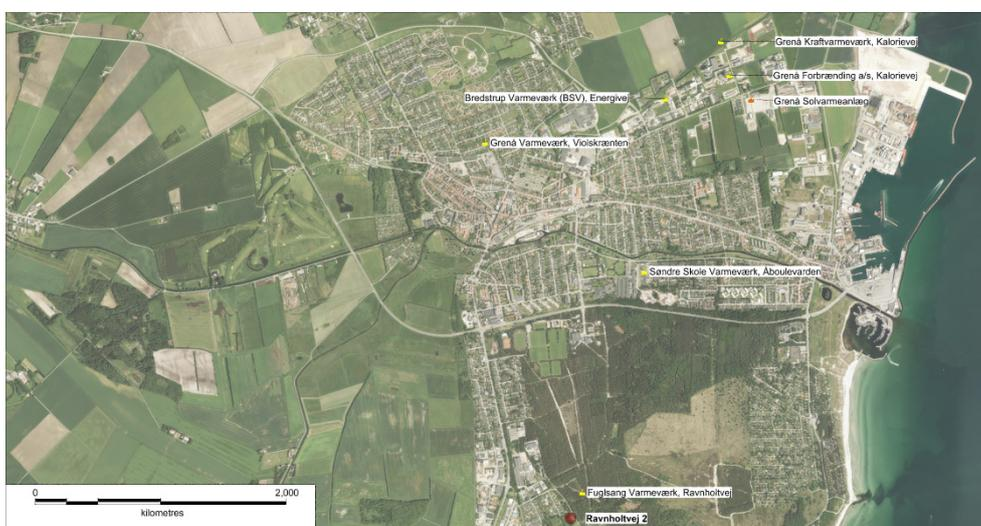 Grenå Kraftvarmeværk, Kalorievej
Grenå Forbrænding a/s, Kalorievej
Bredstrup Varmeværk (BSV), Energive
Grenå Solvarmeanlæg
Grenå Varmeværk, Violskrænten
Søndre Skole Varmeværk, Åboulevarden
Fuglsang Varmeværk, Ravnholtvej
Ravnholtvej 2
0 2,000
kilometres